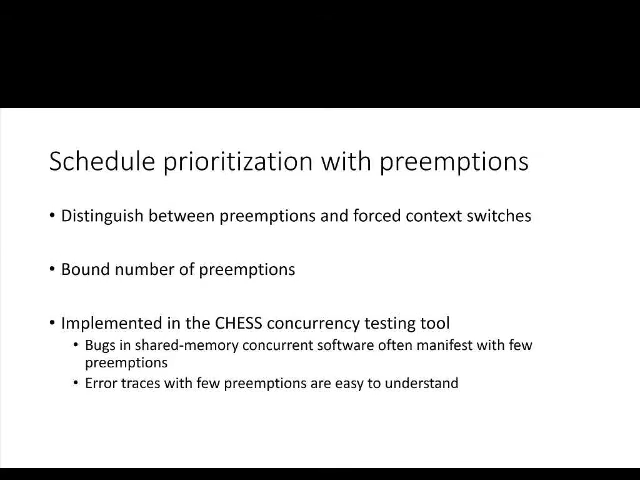 Schedule prioritization with preemptions
• Distinguish between preemptions and forced context switches
• Bound number of preemptions
• Implemented in the CHESS concurrency testing tool
• Bugs in shared-memory concurrent software often manifest with few
preemptions
• Error traces with few preemptions are easy to understand